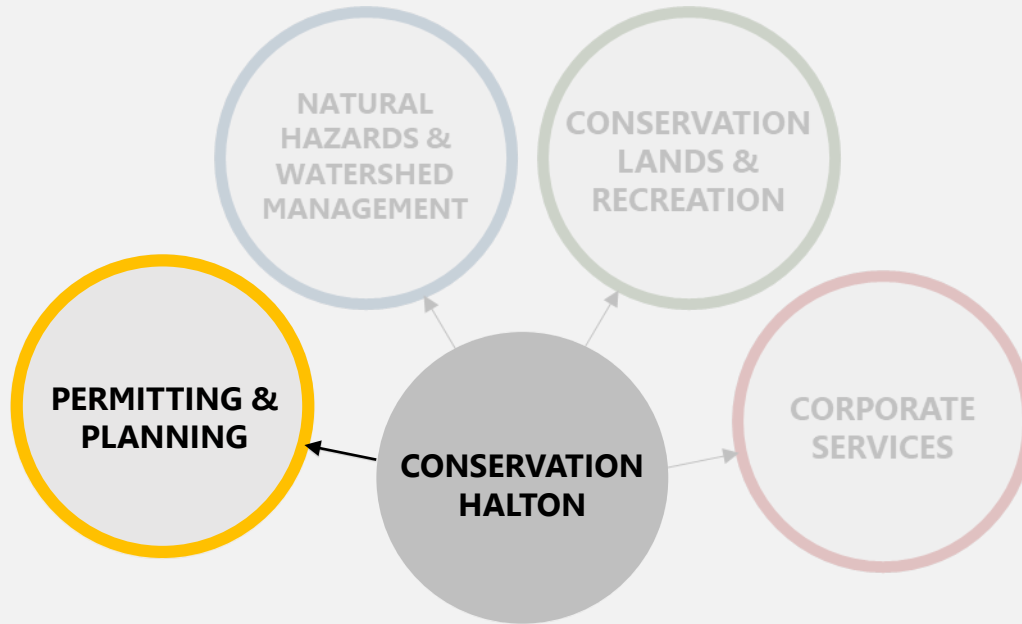 NATURAL
HAZARDS &
WATERSHED
MANAGEMENT
CONSERVATION
LANDS &
RECREATION
PERMITTING &
PLANNING
CONSERVATION
HALTON
CORPORATE
SERVICES